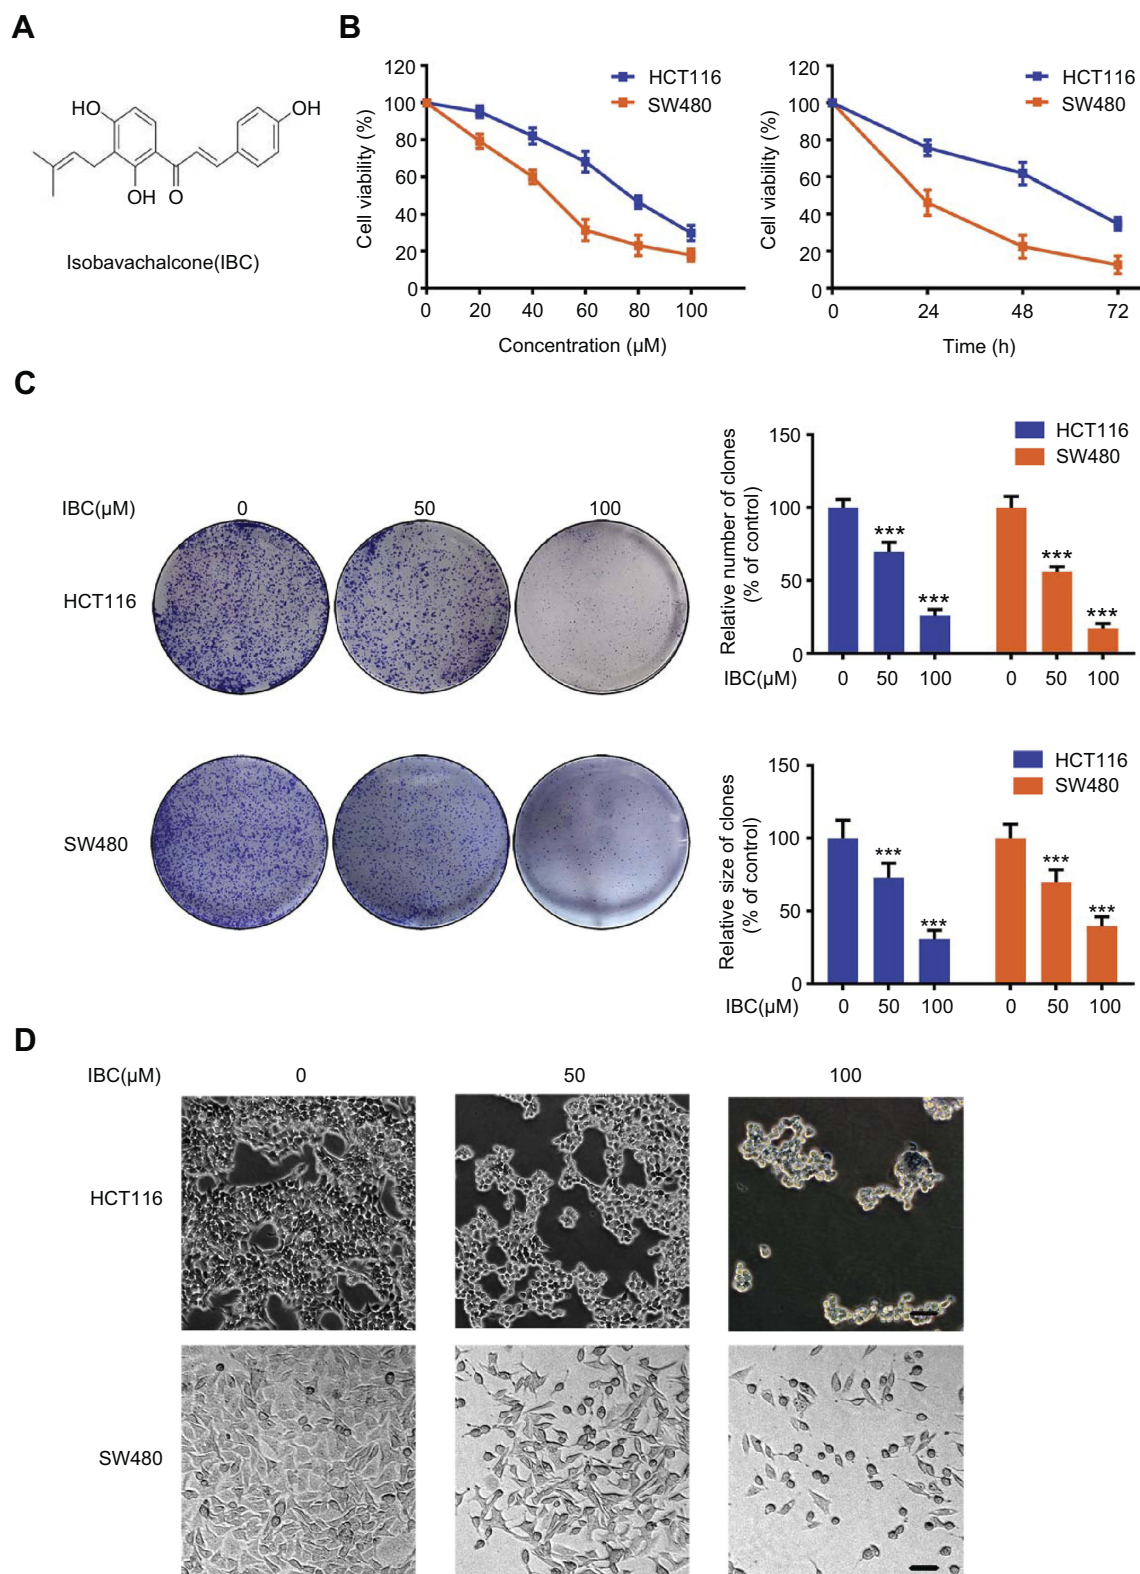 A
HO
OH
OH
O
Isobavachalcone(IBC)
B
HCT116
SW480
Cell viability (%)
120
100
80
60
40
20
0
0 20 40 60 80 100
Concentration (µM)
HCT116
SW480
Cell viability (%)
120
100
80
60
40
20
0
0 24 48 72
Time (h)
C
IBC(µM) 0 50 100
HCT116
SW480
HCT116
SW480
Relative number of clones
(% of control)
150
100
50
0
*** *** *** ***
IBC(µM) 0 50 100 0 50 100
HCT116
SW480
Relative size of clones
(% of control)
150
100
50
0
*** *** *** ***
IBC(µM) 0 50 100 0 50 100
D
IBC(µM) 0 50 100
HCT116
SW480